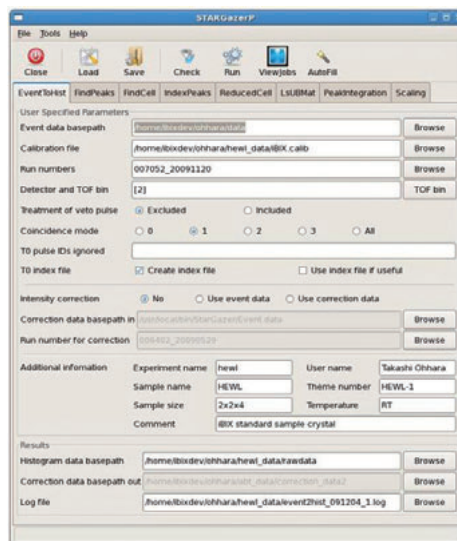 STARGazerP
File Tools Help
Close Load Save Check Run ViewJobs AutoFill
EventToHist FindPeaks FindCell IndexPeaks ReducedCell LsUBMat PeakIntegration Scaling
User Specified Parameters
Event data basepath /home/ibixdev/ohhara/data Browse
Calibration file /home/ibixdev/ohhara/hewl_data/iBIX.calib Browse
Run numbers 007052_20091120 Browse
Detector and TOF bin [2] TOF bin
Treatment of veto pulse Excluded Included
Coincidence mode 0 1 2 3 All
T0 pulse IDs ignored
T0 index file Create index file Use index file if useful
Intensity correction No Use event data Use correction data
Correction data basepath in Browse
Run number for correction Browse
Additional infomation Experiment name hewl User name Takashi Ohhara
Sample name HEWL Theme number HEWL-1
Sample size 2x2x4 Temperature RT
Comment iBIX standard sample crystal
Results
Histogram data basepath /home/ibixdev/ohhara/hewl_data/rawdata Browse
Correction data basepath out Browse
Log file /home/ibixdev/ohhara/hewl_data/event2hist_091204_1.log Browse